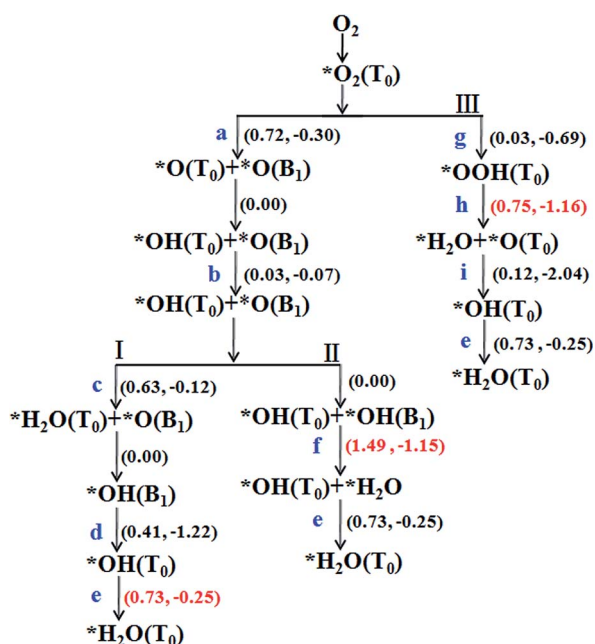 O₂
*O₂(T₀)
III
a (0.72, -0.30)
g (0.03, -0.69)
*O(T₀)+*O(B₁)
*OOH(T₀)
(0.00)
h (0.75, -1.16)
*OH(T₀)+*O(B₁)
*H₂O+*O(T₀)
b (0.03, -0.07)
i (0.12, -2.04)
*OH(T₀)+*O(B₁)
*OH(T₀)
e (0.73, -0.25)
*H₂O(T₀)
I
II
c (0.63, -0.12)
(0.00)
*H₂O(T₀)+*O(B₁)
*OH(T₀)+*OH(B₁)
(0.00)
f (1.49, -1.15)
*OH(B₁)
*OH(T₀)+*H₂O
d (0.41, -1.22)
e (0.73, -0.25)
*OH(T₀)
*H₂O(T₀)
e (0.73, -0.25)
*H₂O(T₀)